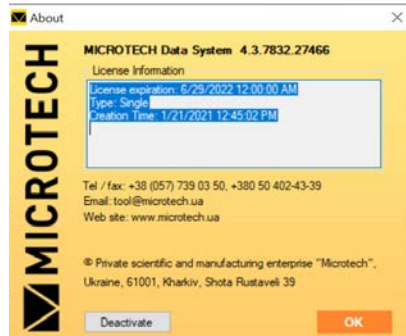 About
MICROTECH
MICROTECH Data System 4.3.7832.27466
License Information
License expiration: 6/29/2022 12:00:00 AM
Type: Single
Creation Time: 1/21/2021 12:45:02 PM
Tel / fax: +38 (057) 739 03 50, +380 50 402-43-39
Email: tool@microtech.ua
Web site: www.microtech.ua
® Private scientific and manufacturing enterprise "Microtech",
Ukraine, 61001, Kharkiv, Shota Rustaveli 39
Deactivate
OK